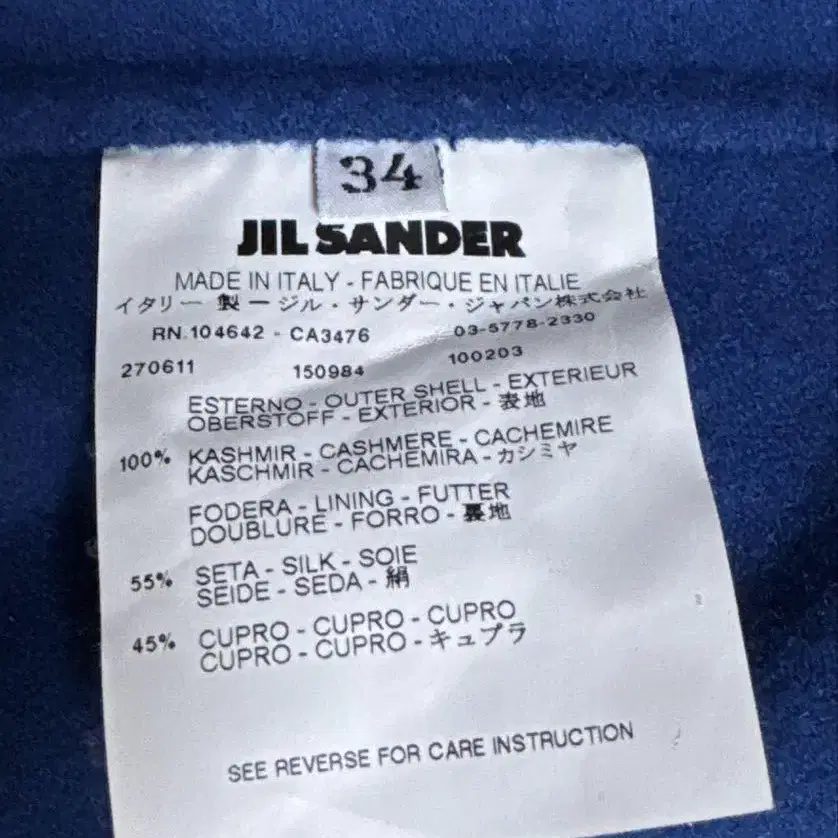 34
JIL SANDER
MADE IN ITALY - FABRIQUE EN ITALIE
イタリー 製 ー ジル・サンダー・ジャパン株式会社
RN.104642 - CA3476 03-5778-2330
270611 150984 100203
ESTERNO - OUTER SHELL - EXTERIEUR
OBERSTOFF - EXTERIOR - 表地
100% KASHMIR - CASHMERE - CACHEMIRE
KASCHMIR - CACHEMIRA - カシミヤ
FODERA - LINING - FUTTER
DOUBLURE - FORRO - 裏地
55% SETA - SILK - SOIE
SEIDE - SEDA - 絹
45% CUPRO - CUPRO - CUPRO
CUPRO - CUPRO - キュプラ
SEE REVERSE FOR CARE INSTRUCTION